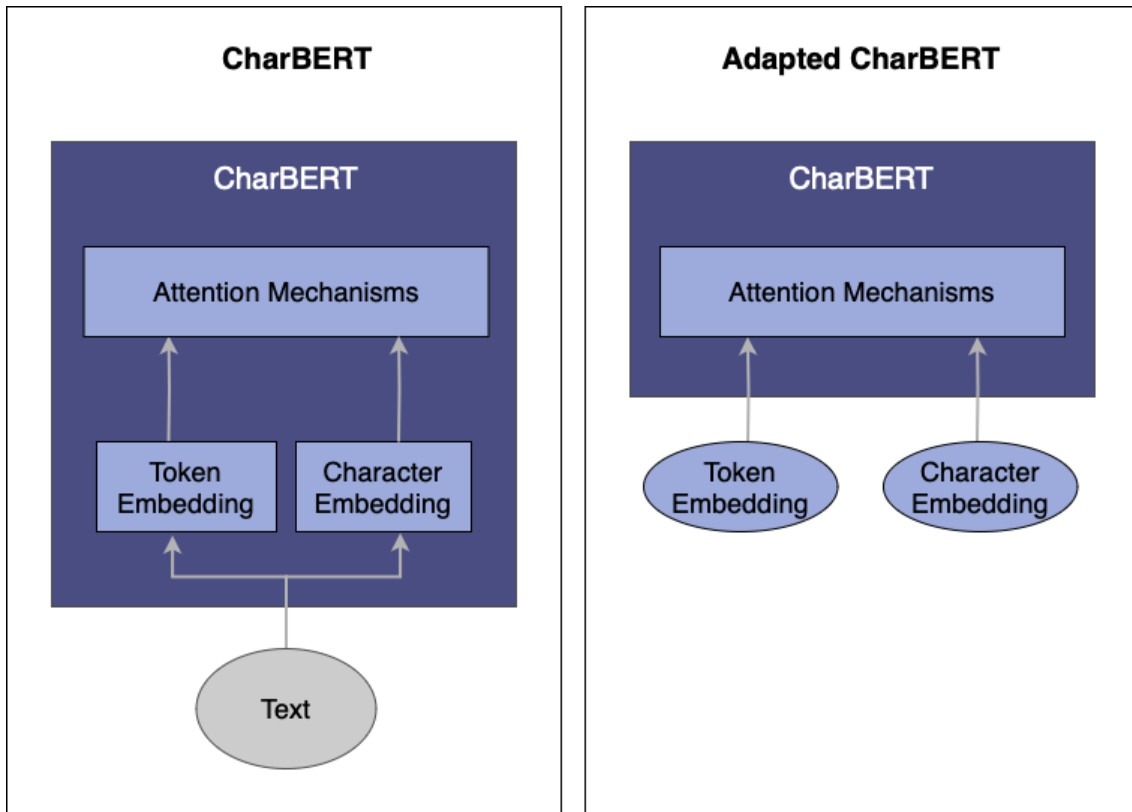 CharBERT
CharBERT
Attention Mechanisms
Token
Embedding
Character
Embedding
Text
Adapted CharBERT
CharBERT
Attention Mechanisms
Token
Embedding
Character
Embedding